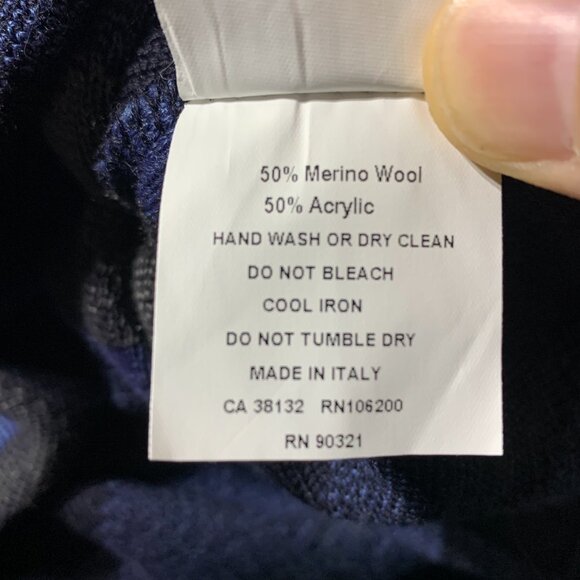 50% Merino Wool
50% Acrylic
HAND WASH OR DRY CLEAN
DO NOT BLEACH
COOL IRON
DO NOT TUMBLE DRY
MADE IN ITALY
CA 38132 RN106200
RN 90321